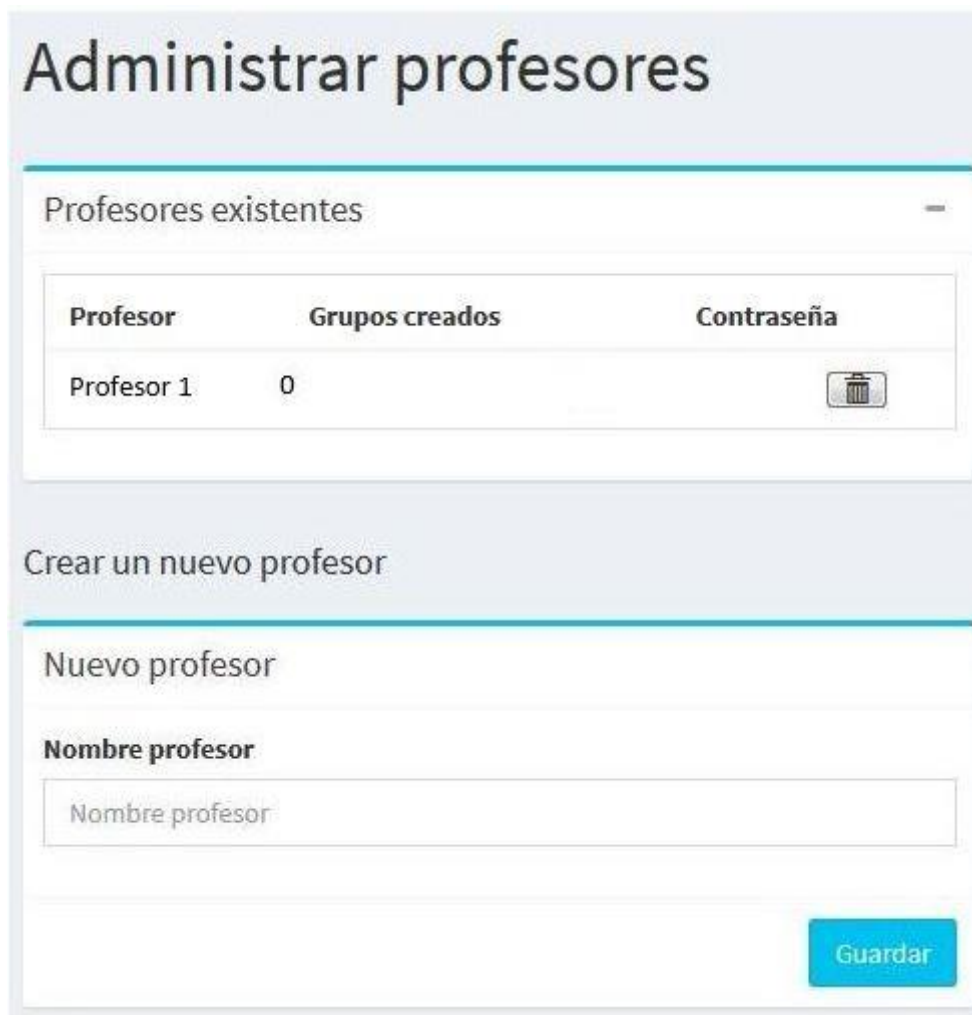 Administrar profesores
Profesores existentes
Profesor Grupos creados Contraseña
Profesor 1 0
Crear un nuevo profesor
Nuevo profesor
Nombre profesor
Nombre profesor
Guardar